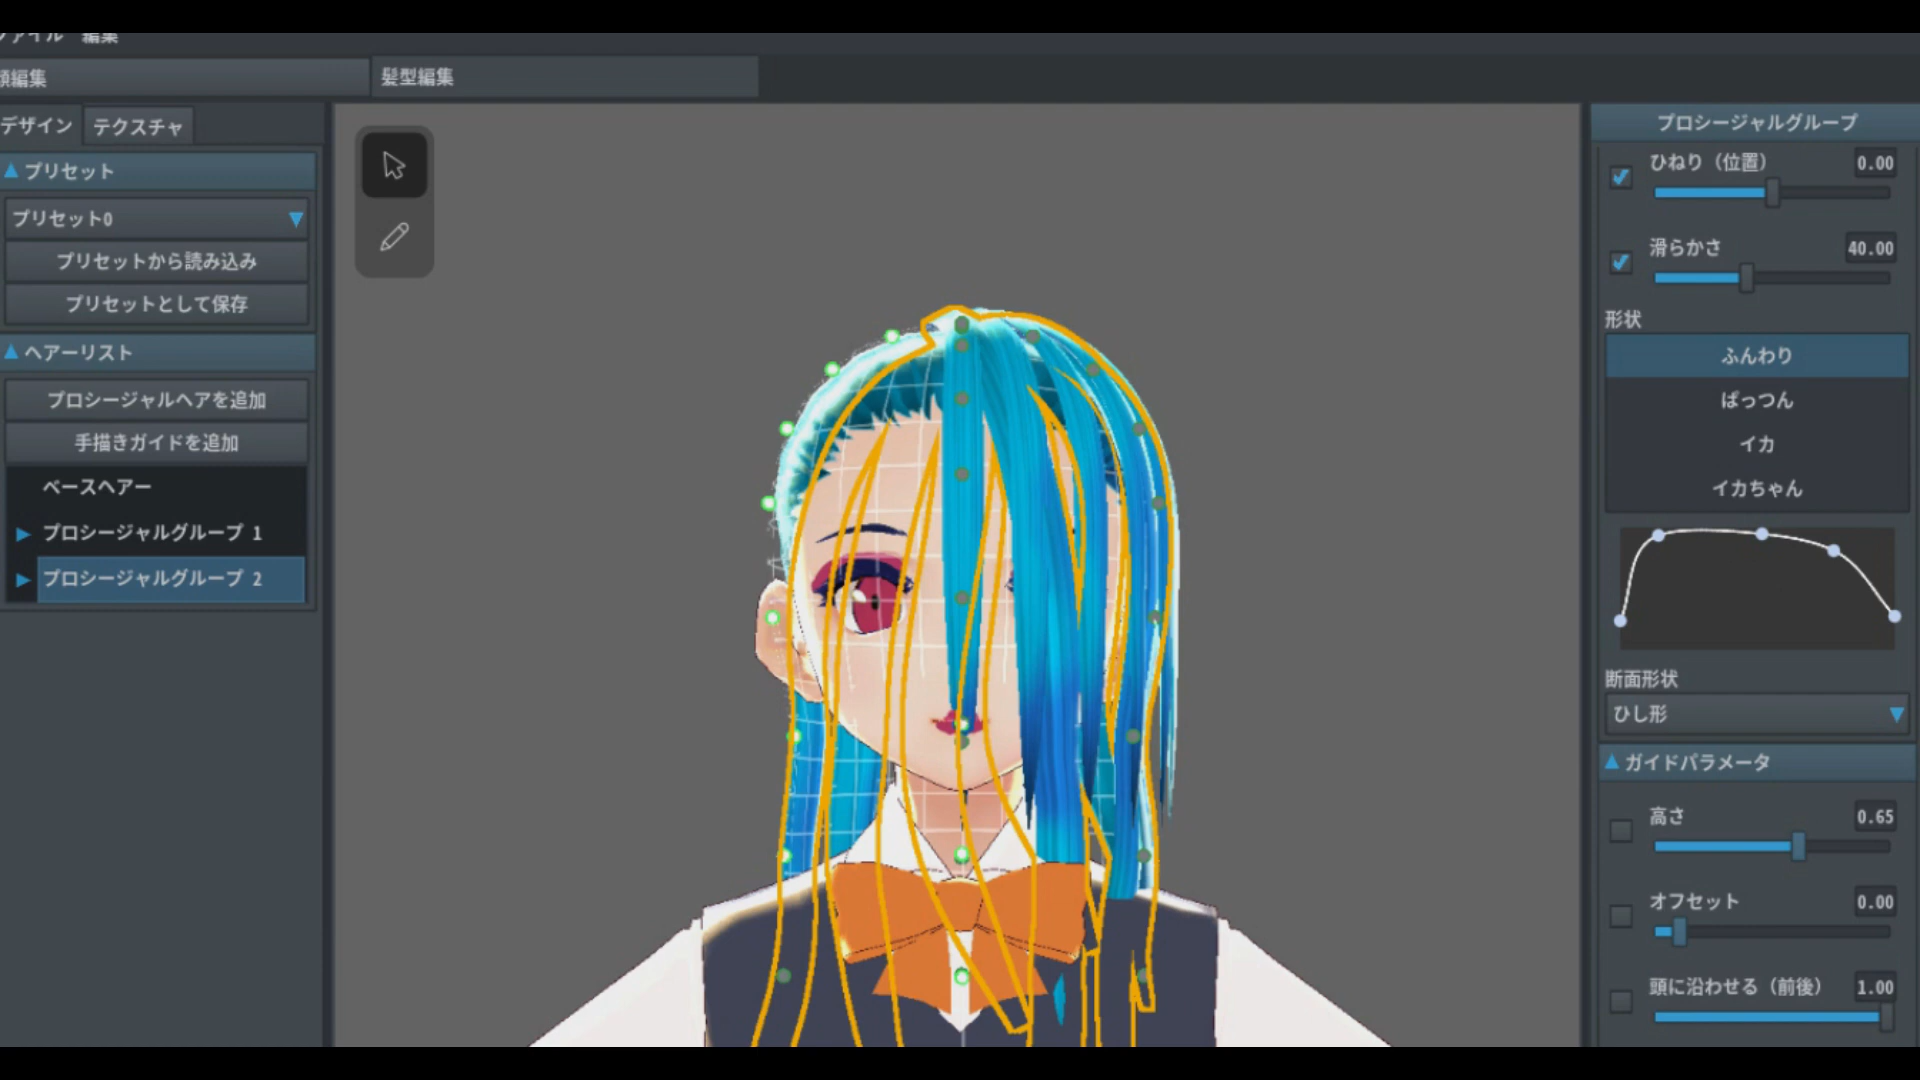 ファイル 編集
顔編集
髪型編集
デザイン
テクスチャ
プリセット
プリセット0
プリセットから読み込み
プリセットとして保存
ヘアーリスト
プロシージャルヘアを追加
手描きガイドを追加
ベースヘアー
プロシージャルグループ 1
プロシージャルグループ 2
プロシージャルグループ
ひねり（位置） 0.00
滑らかさ 40.00
形状
ふんわり
ぱっつん
イカ
イカちゃん
断面形状
ひし形
ガイドパラメータ
高さ 0.65
オフセット 0.00
頭に沿わせる（前後） 1.00